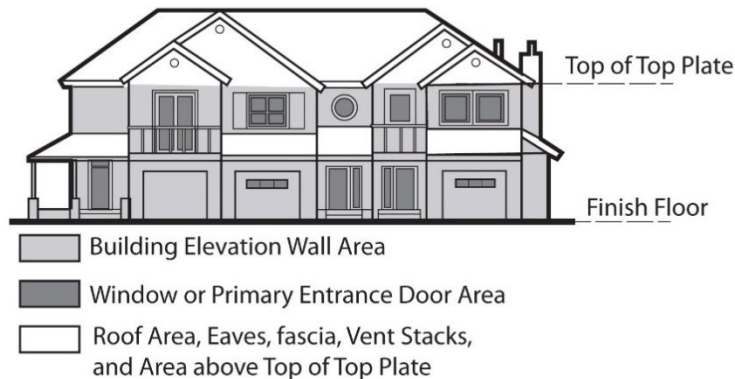 Top of Top Plate
Finish Floor
Building Elevation Wall Area
Window or Primary Entrance Door Area
Roof Area, Eaves, fascia, Vent Stacks,
and Area above Top of Top Plate